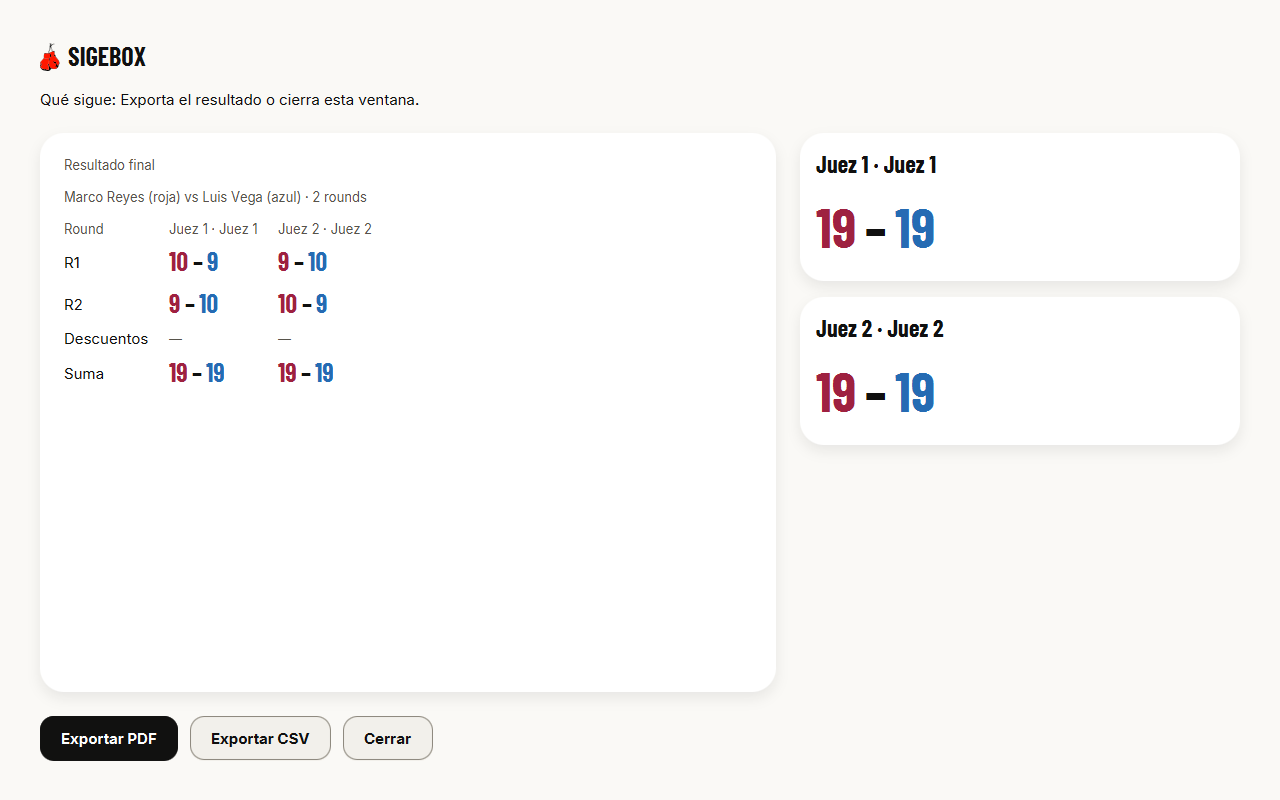 SIGEBOX
Qué sigue: Exporta el resultado o cierra esta ventana.
Resultado final
Marco Reyes (roja) vs Luis Vega (azul) · 2 rounds
Round Juez 1 · Juez 1 Juez 2 · Juez 2
R1 10 – 9 9 – 10
R2 9 – 10 10 – 9
Descuentos — —
Suma 19 – 19 19 – 19
Juez 1 · Juez 1
19 – 19
Juez 2 · Juez 2
19 – 19
Exportar PDF Exportar CSV Cerrar